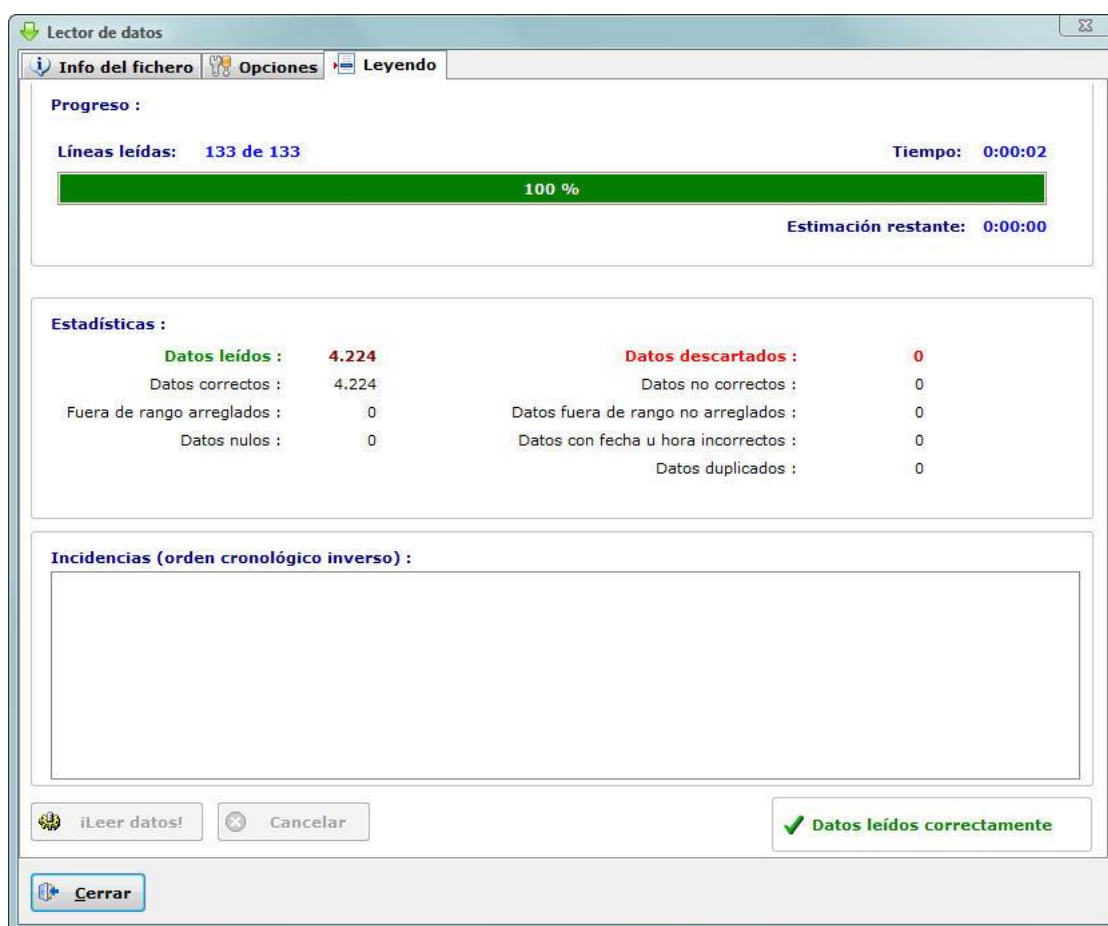 Lector de datos
Info del fichero Opciones Leyendo
Progreso :
Líneas leídas: 133 de 133 Tiempo: 0:00:02
100 %
Estimación restante: 0:00:00
Estadísticas :
Datos leídos : 4.224 Datos descartados : 0
Datos correctos : 4.224 Datos no correctos : 0
Fuera de rango arreglados : 0 Datos fuera de rango no arreglados : 0
Datos nulos : 0 Datos con fecha u hora incorrectos : 0
Datos duplicados : 0
Incidencias (orden cronológico inverso) :
¡Leer datos! Cancelar Datos leídos correctamente
Cerrar